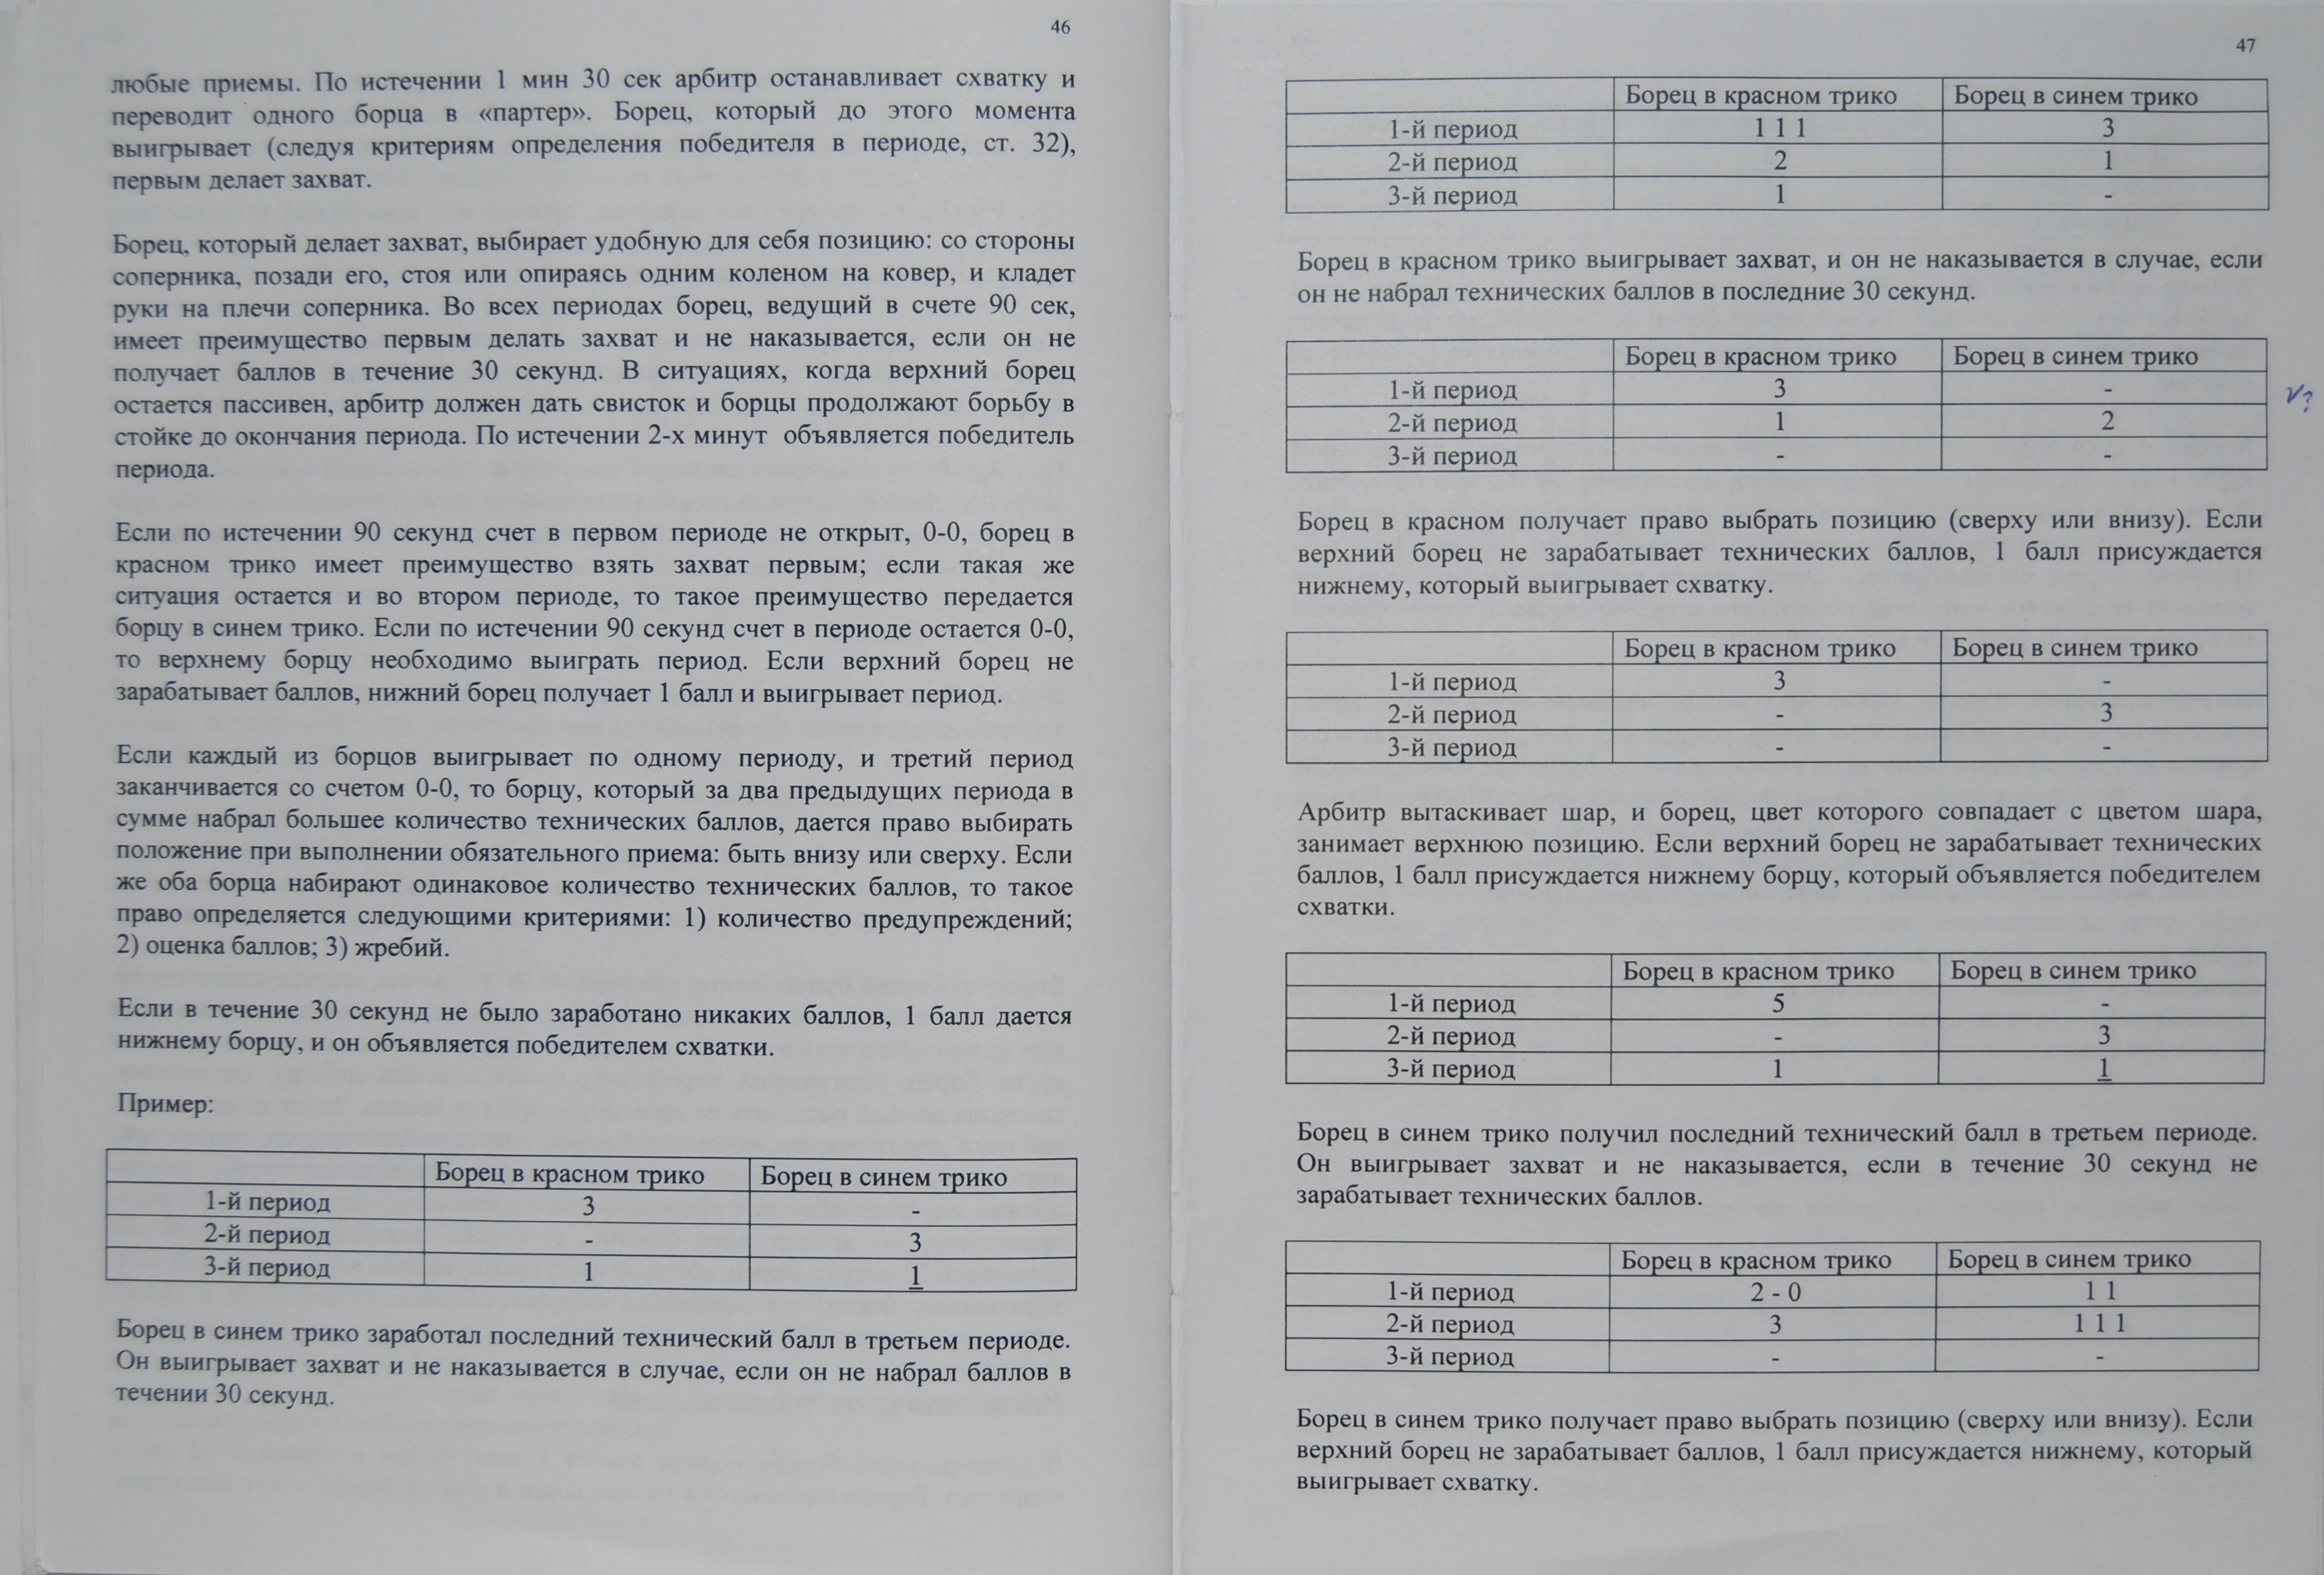 46
любые приемы. По истечении 1 мин 30 сек арбитр останавливает схватку и
переводит одного борца в «партер». Борец, который до этого момента
выигрывает (следуя критериям определения победителя в периоде, ст. 32),
первым делает захват.
Борец, который делает захват, выбирает удобную для себя позицию: со стороны
соперника, позади его, стоя или опираясь одним коленом на ковер, и кладет
руки на плечи соперника. Во всех периодах борец, ведущий в счете 90 сек,
имеет преимущество первым делать захват и не наказывается, если он не
получает баллов в течение 30 секунд. В ситуациях, когда верхний борец
остается пассивен, арбитр должен дать свисток и борцы продолжают борьбу в
стойке до окончания периода. По истечении 2-х минут объявляется победитель
периода.
Если по истечении 90 секунд счет в первом периоде не открыт, 0-0, борец в
красном трико имеет преимущество взять захват первым; если такая же
ситуация остается и во втором периоде, то такое преимущество передается
борцу в синем трико. Если по истечении 90 секунд счет в периоде остается 0-0,
то верхнему борцу необходимо выиграть период. Если верхний борец не
зарабатывает баллов, нижний борец получает 1 балл и выигрывает период.
Если каждый из борцов выигрывает по одному периоду, и третий период
заканчивается со счетом 0-0, то борцу, который за два предыдущих периода в
сумме набрал большее количество технических баллов, дается право выбирать
положение при выполнении обязательного приема: быть внизу или сверху. Если
же оба борца набирают одинаковое количество технических баллов, то такое
право определяется следующими критериями: 1) количество предупреждений;
2) оценка баллов; 3) жребий.
Если в течение 30 секунд не было заработано никаких баллов, 1 балл дается
нижнему борцу, и он объявляется победителем схватки.
Пример:
Борец в красном трико Борец в синем трико
1-й период 3 -
2-й период - 3
3-й период 1 1
Борец в синем трико заработал последний технический балл в третьем периоде.
Он выигрывает захват и не наказывается в случае, если он не набрал баллов в
течении 30 секунд.
47
Борец в красном трико Борец в синем трико
1-й период 1 1 1 3
2-й период 2 1
3-й период 1 -
Борец в красном трико выигрывает захват, и он не наказывается в случае, если
он не набрал технических баллов в последние 30 секунд.
Борец в красном трико Борец в синем трико
1-й период 3 -
2-й период 1 2
3-й период - -
V?
Борец в красном получает право выбрать позицию (сверху или внизу). Если
верхний борец не зарабатывает технических баллов, 1 балл присуждается
нижнему, который выигрывает схватку.
Борец в красном трико Борец в синем трико
1-й период 3 -
2-й период - 3
3-й период - -
Арбитр вытаскивает шар, и борец, цвет которого совпадает с цветом шара,
занимает верхнюю позицию. Если верхний борец не зарабатывает технических
баллов, 1 балл присуждается нижнему борцу, который объявляется победителем
схватки.
Борец в красном трико Борец в синем трико
1-й период 5 -
2-й период - 3
3-й период 1 1
Борец в синем трико получил последний технический балл в третьем периоде.
Он выигрывает захват и не наказывается, если в течение 30 секунд не
зарабатывает технических баллов.
Борец в красном трико Борец в синем трико
1-й период 2 - 0 1 1
2-й период 3 1 1 1
3-й период - -
Борец в синем трико получает право выбрать позицию (сверху или внизу). Если
верхний борец не зарабатывает баллов, 1 балл присуждается нижнему, который
выигрывает схватку.